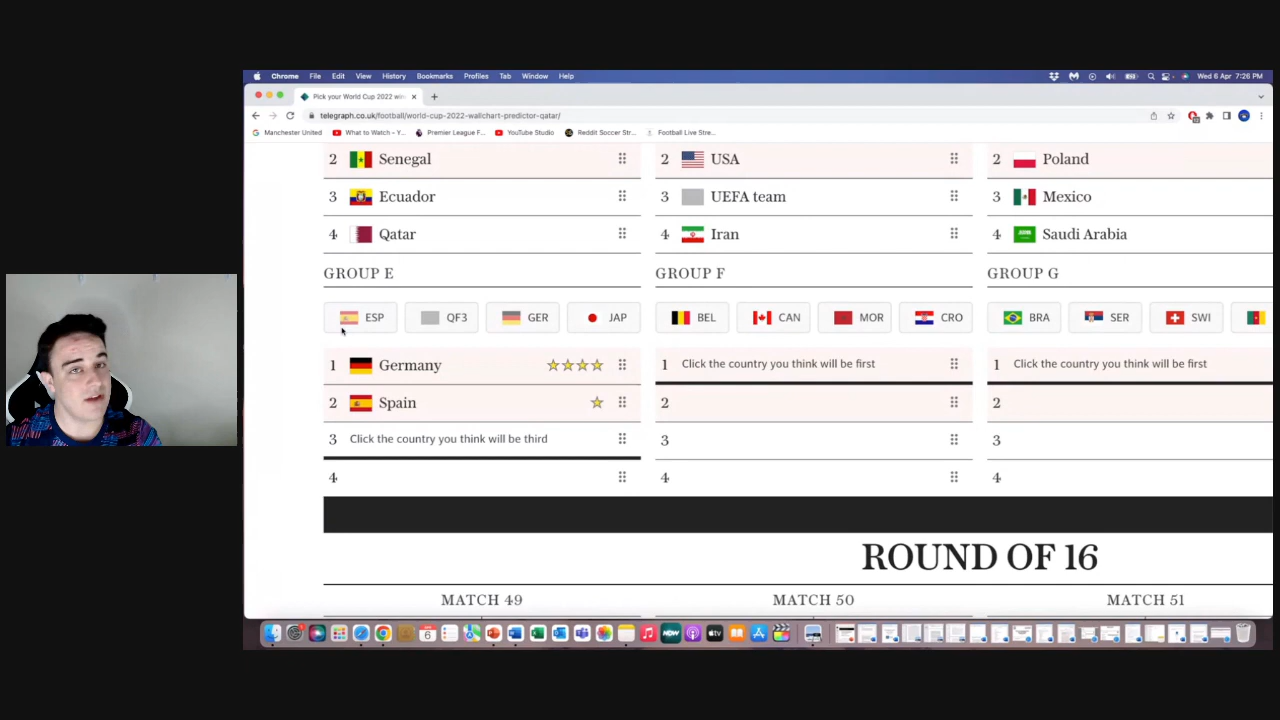 Chrome File Edit View History Bookmarks Profiles Tab Window Help Wed 6 Apr 7:26 PM
Pick your World Cup 2022 win
telegraph.co.uk/football/world-cup-2022-wallchart-predictor-qatar/
Manchester United What to Watch – Y... Premier League F... YouTube Studio Reddit Soccer Str... Football Live Stre...
2 Senegal 2 USA 2 Poland
3 Ecuador 3 UEFA team 3 Mexico
4 Qatar 4 Iran 4 Saudi Arabia
GROUP E GROUP F GROUP G
ESP QF3 GER JAP BEL CAN MOR CRO BRA SER SWI
1 Germany 1 Click the country you think will be first 1 Click the country you think will be first
2 Spain 2 2
3 Click the country you think will be third 3 3
4 4 4
ROUND OF 16
MATCH 49 MATCH 50 MATCH 51
NOW
tv